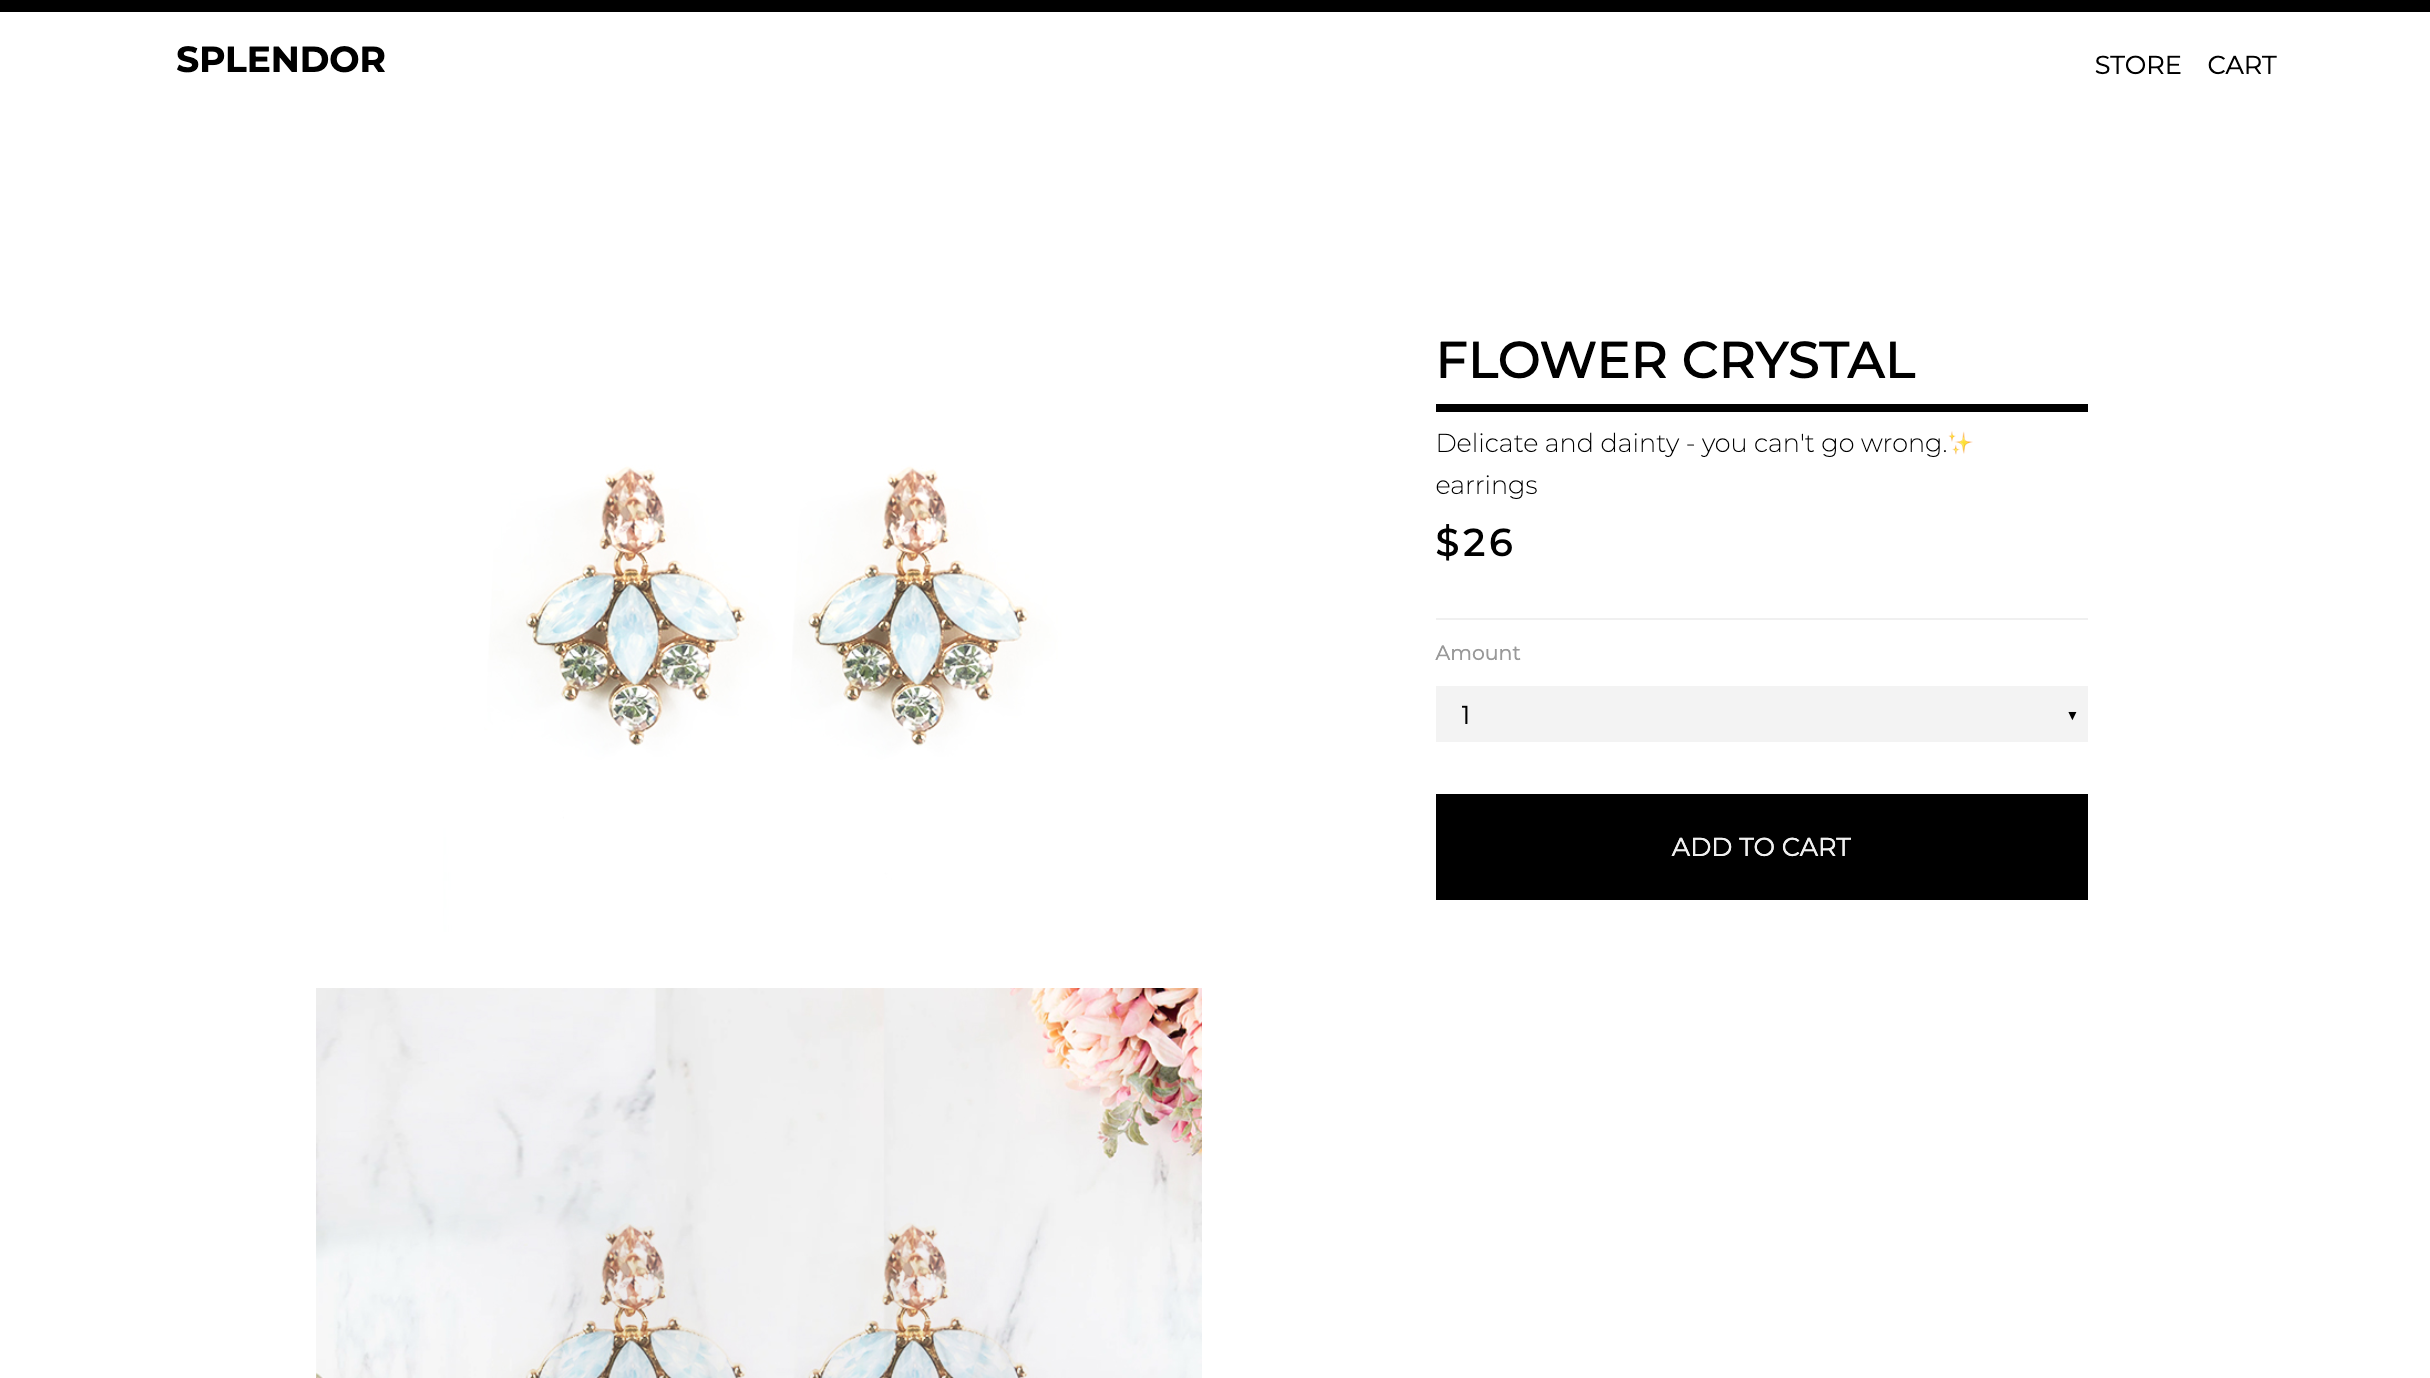 SPLENDOR
STORE CART
FLOWER CRYSTAL
Delicate and dainty - you can't go wrong.✨
earrings
$26
Amount
1
ADD TO CART